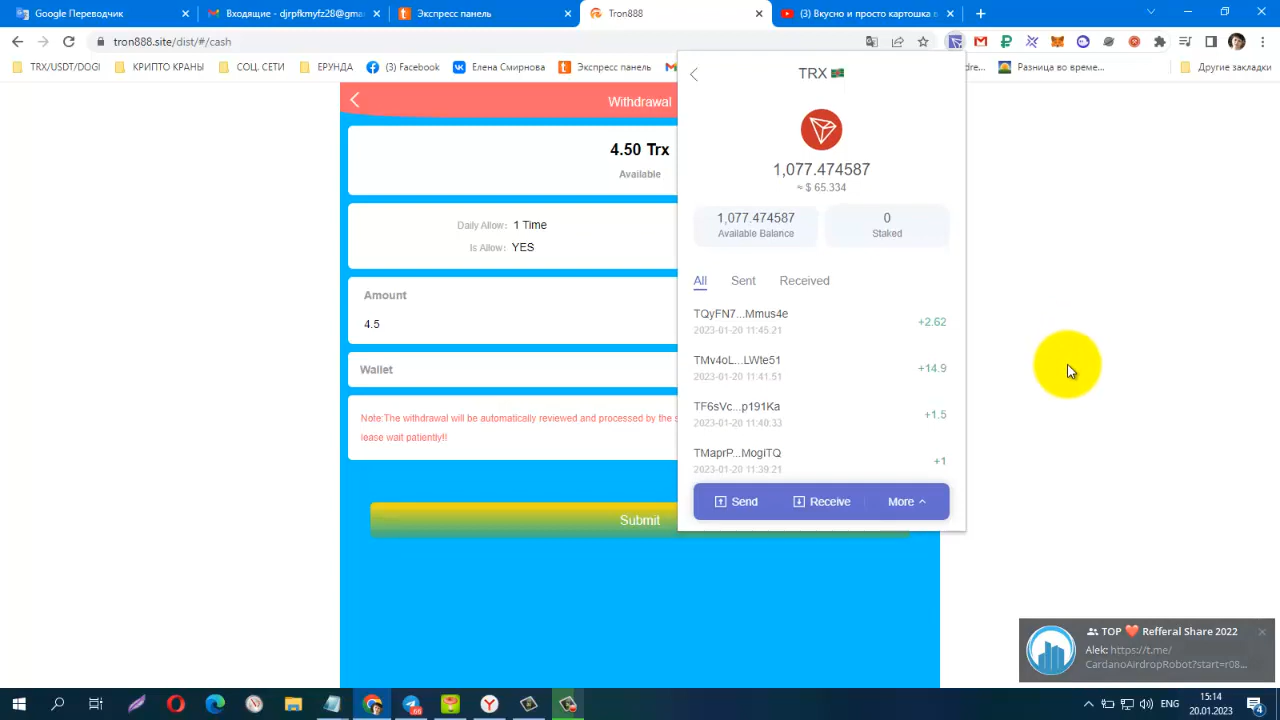 Google Переводчик
Входящие - djrpfkmyfz28@gma
Экспресс панель
Tron888
(3) Вкусно и просто картошка в
tron888.site/dist/#/cash
TRX/USDT/DOGI
КРИПТО КРАНЫ
СОЦ. СЕТИ
ЕРУНДА
(3) Facebook
Елена Смирнова
Экспресс панель
dre...
Разница во време...
Другие закладки
Withdrawal
4.50 Trx
Available
Daily Allow: 1 Time
Is Allow: YES
Amount
4.5
Wallet
Note:The withdrawal will be automatically reviewed and processed by the s
lease wait patiently!!
Submit
TRX
1,077.474587
≈ $ 65.334
1,077.474587
Available Balance
0
Staked
All
Sent
Received
TQyFN7...Mmus4e
2023-01-20 11:45:21
+2.62
TMv4oL...LWte51
2023-01-20 11:41:51
+14.9
TF6sVc...p191Ka
2023-01-20 11:40:33
+1.5
TMaprP...MogiTQ
2023-01-20 11:39:21
+1
Send
Receive
More
TOP ❤️ Refferal Share 2022
Alek: https://t.me/
CardanoAirdropRobot?start=r08...
ENG
15:14
20.01.2023
4